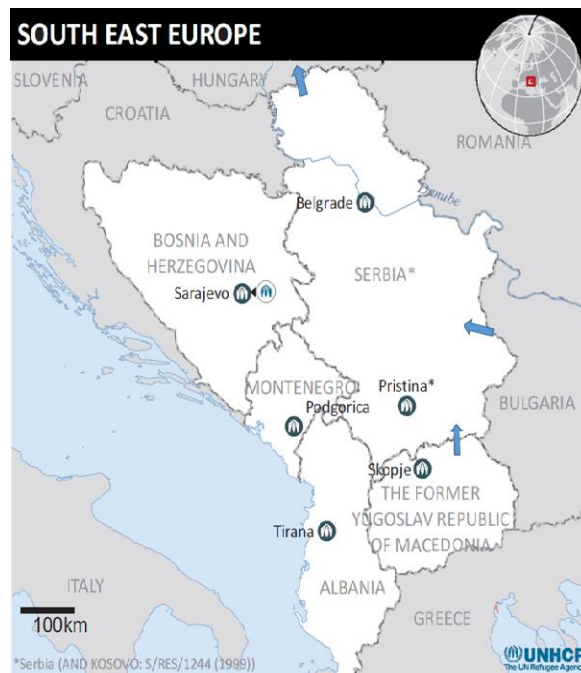 SOUTH EAST EUROPE
SLOVENIA
HUNGARY
CROATIA
ROMANIA
Danube
Belgrade
BOSNIA AND
HERZEGOVINA
SERBIA*
Sarajevo
MONTENEGRO
Pristina*
Podgorica
BULGARIA
Skopje
THE FORMER
YUGOSLAV REPUBLIC
OF MACEDONIA
Tirana
ITALY
ALBANIA
GREECE
100km
*Serbia (AND KOSOVO: S/RES/1244 (1999))
UNHCR
The UN Refugee Agency